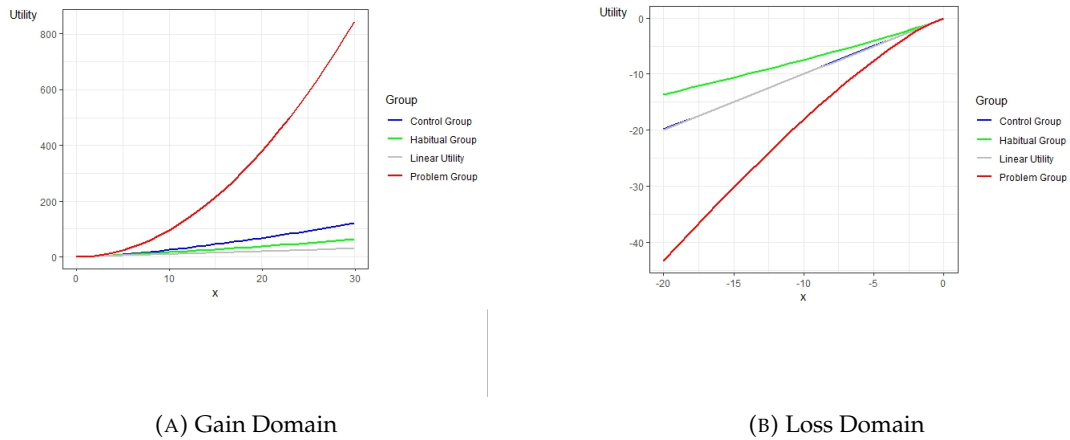 Utility
800
600
400
200
0
0
10
20
30
x
Group
Control Group
Habitual Group
Linear Utility
Problem Group
(A) Gain Domain
Utility
0
-10
-20
-30
-40
-20
-15
-10
-5
0
x
Group
Control Group
Habitual Group
Linear Utility
Problem Group
(B) Loss Domain